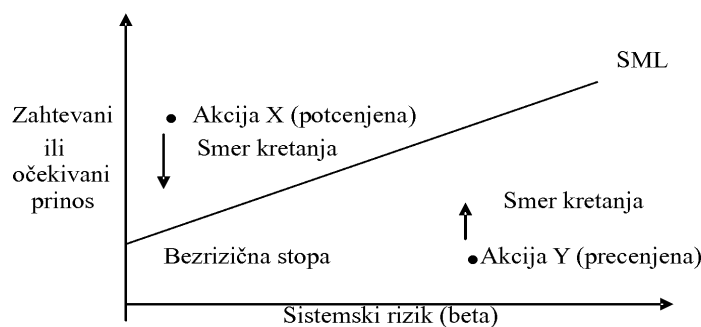 SML
Zahtevani
ili
očekivani
prinos
Akcija X (potcenjena)
Smer kretanja
Smer kretanja
Bezrizična stopa
Akcija Y (precenjena)
Sistemski rizik (beta)